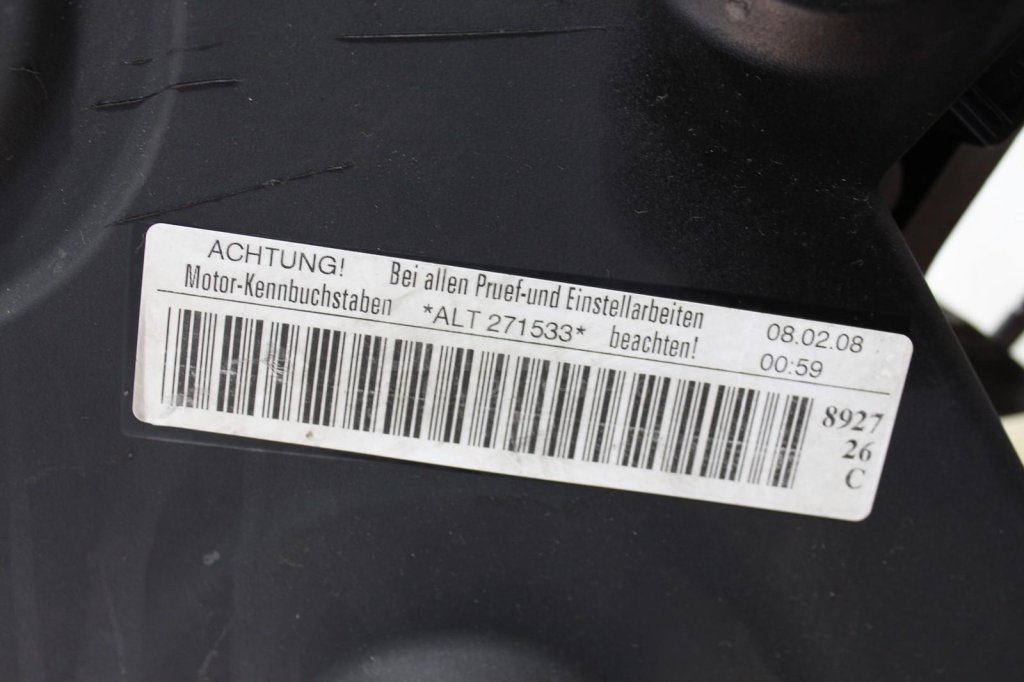 ACHTUNG! Bei allen Pruef-und Einstellarbeiten 08.02.08
Motor-Kennbuchstaben *ALT 271533* beachten! 00:59
8927
26
C